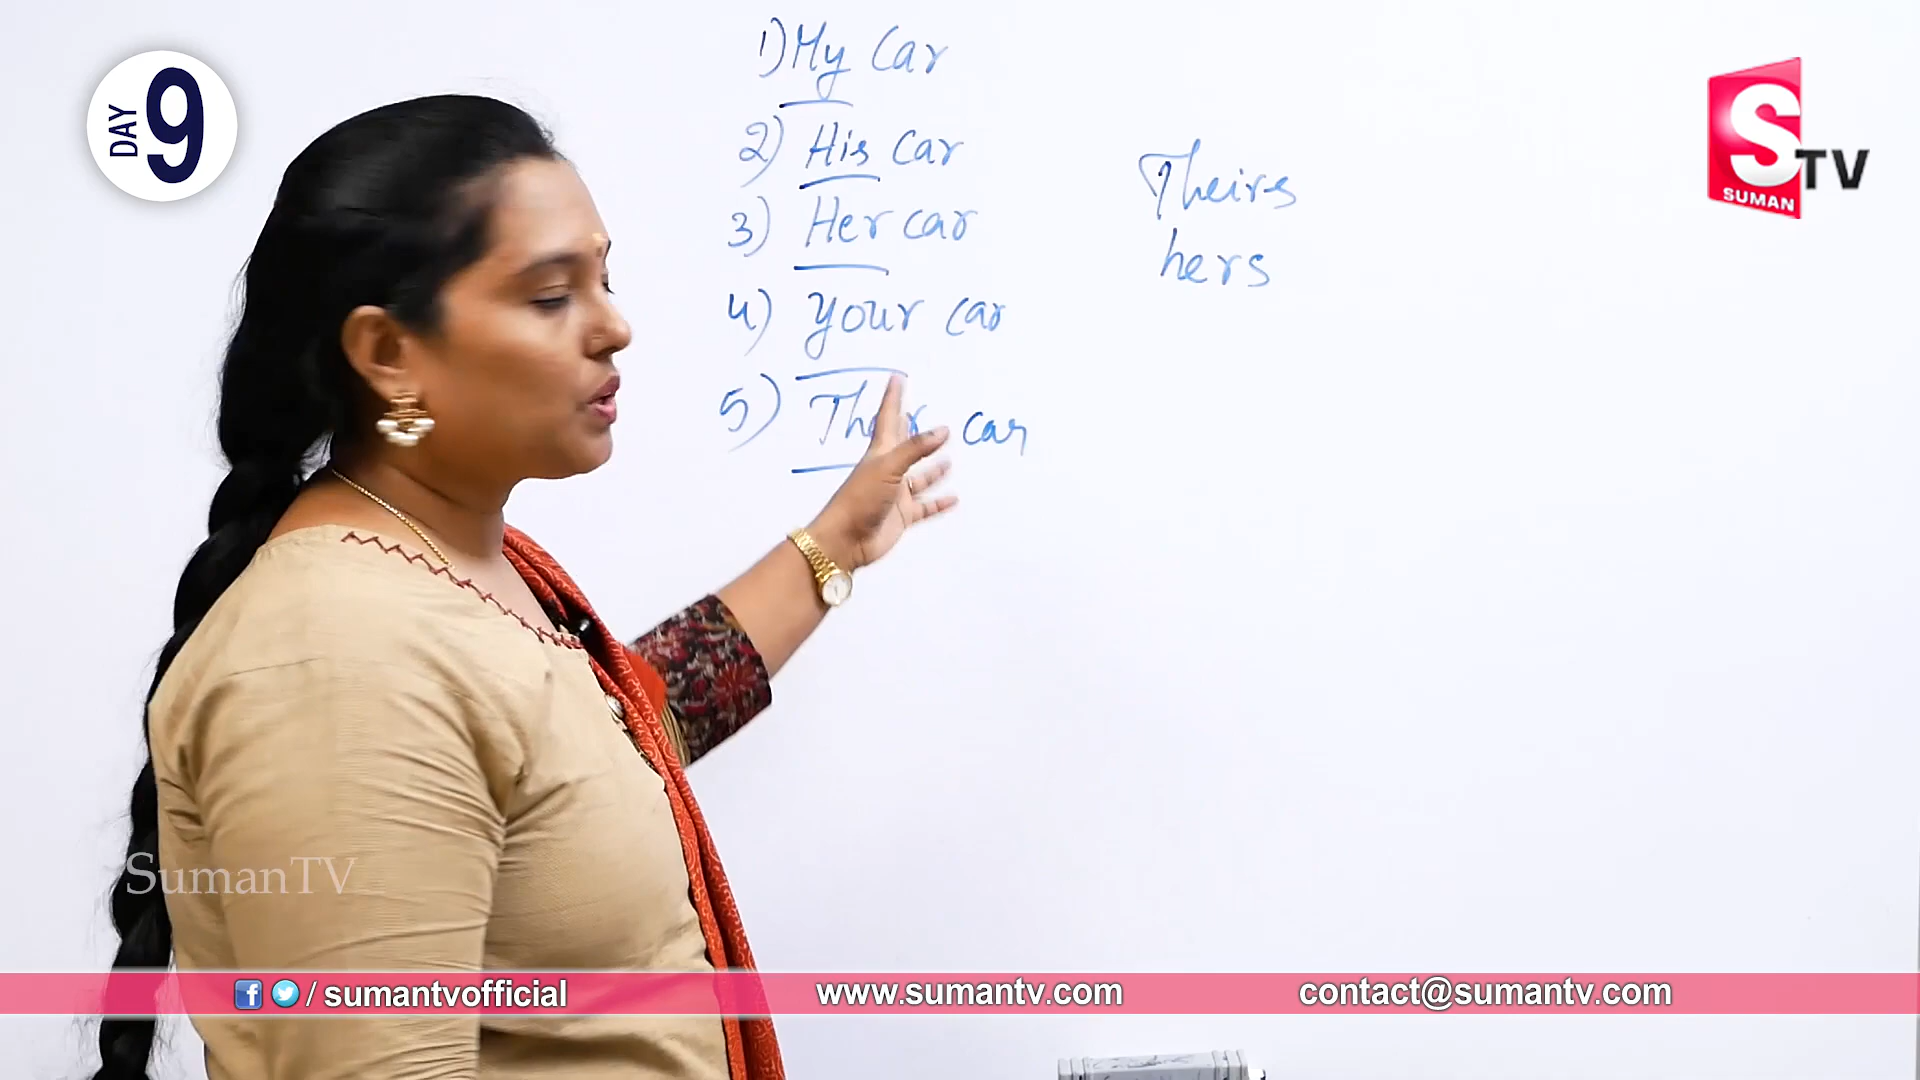 DAY 9
1) My Car
2) His car
3) Her car
4) Your car
5) Their car
Theirs
hers
S TV
SUMAN
SumanTV
/ sumantvofficial
www.sumantv.com
contact@sumantv.com